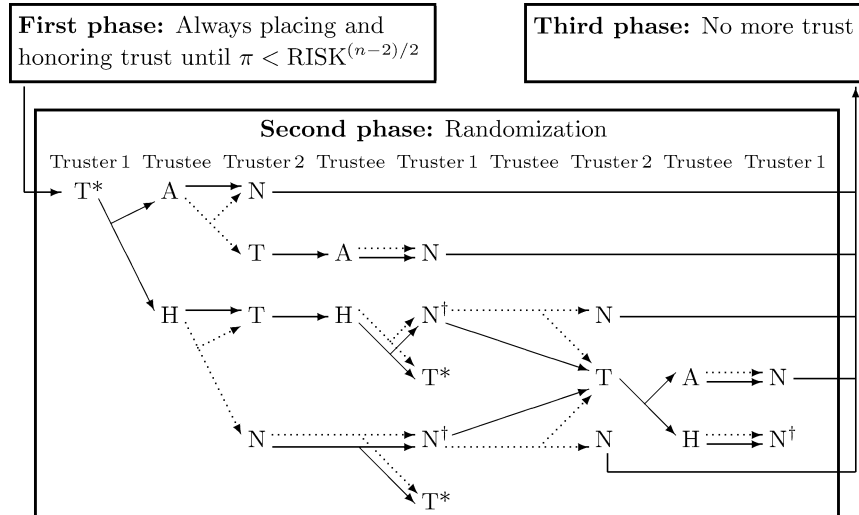 First phase: Always placing and
honoring trust until π < RISK^{(n−2)/2}
Third phase: No more trust
Second phase: Randomization
Truster 1 Trustee Truster 2 Trustee Truster 1 Trustee Truster 2 Trustee Truster 1
T* A N
T A N
H T H N† N
T* T A N
N N† N H N†
T*